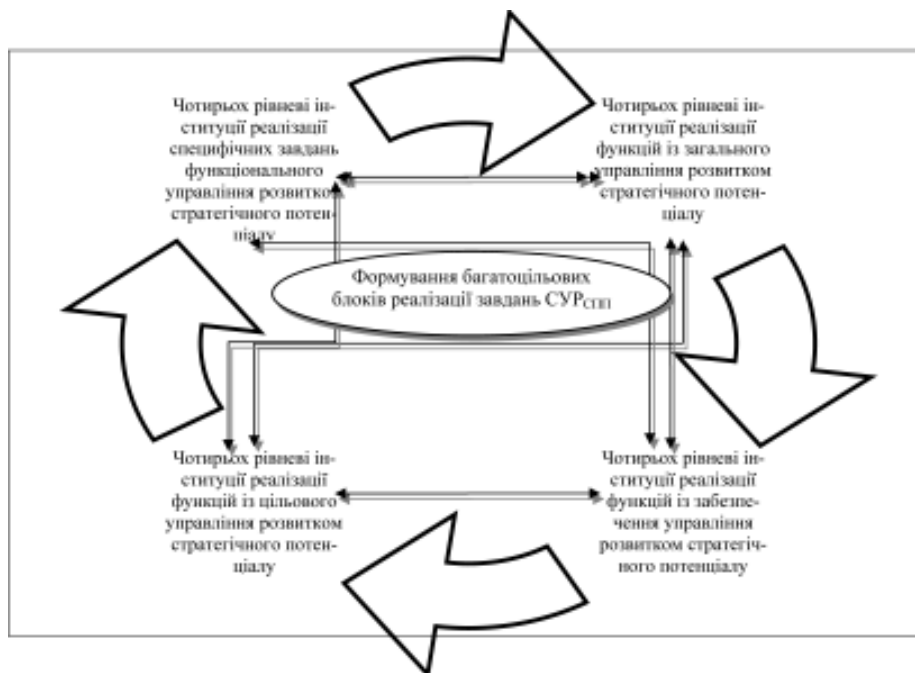 Чотирьох рівневі ін-
ституції реалізації
специфічних завдань
функціонального
управління розвитком
стратегічного потен-
ціалу
Чотирьох рівневі ін-
ституції реалізації
функцій із загального
управління розвитком
стратегічного потен-
ціалу
Формування багатоцільових
блоків реалізації завдань СУРСПП
Чотирьох рівневі ін-
ституції реалізації
функцій із цільового
управління розвитком
стратегічного потен-
ціалу
Чотирьох рівневі ін-
ституції реалізації
функцій із забезпе-
чення управління
розвитком стратегіч-
ного потенціалу